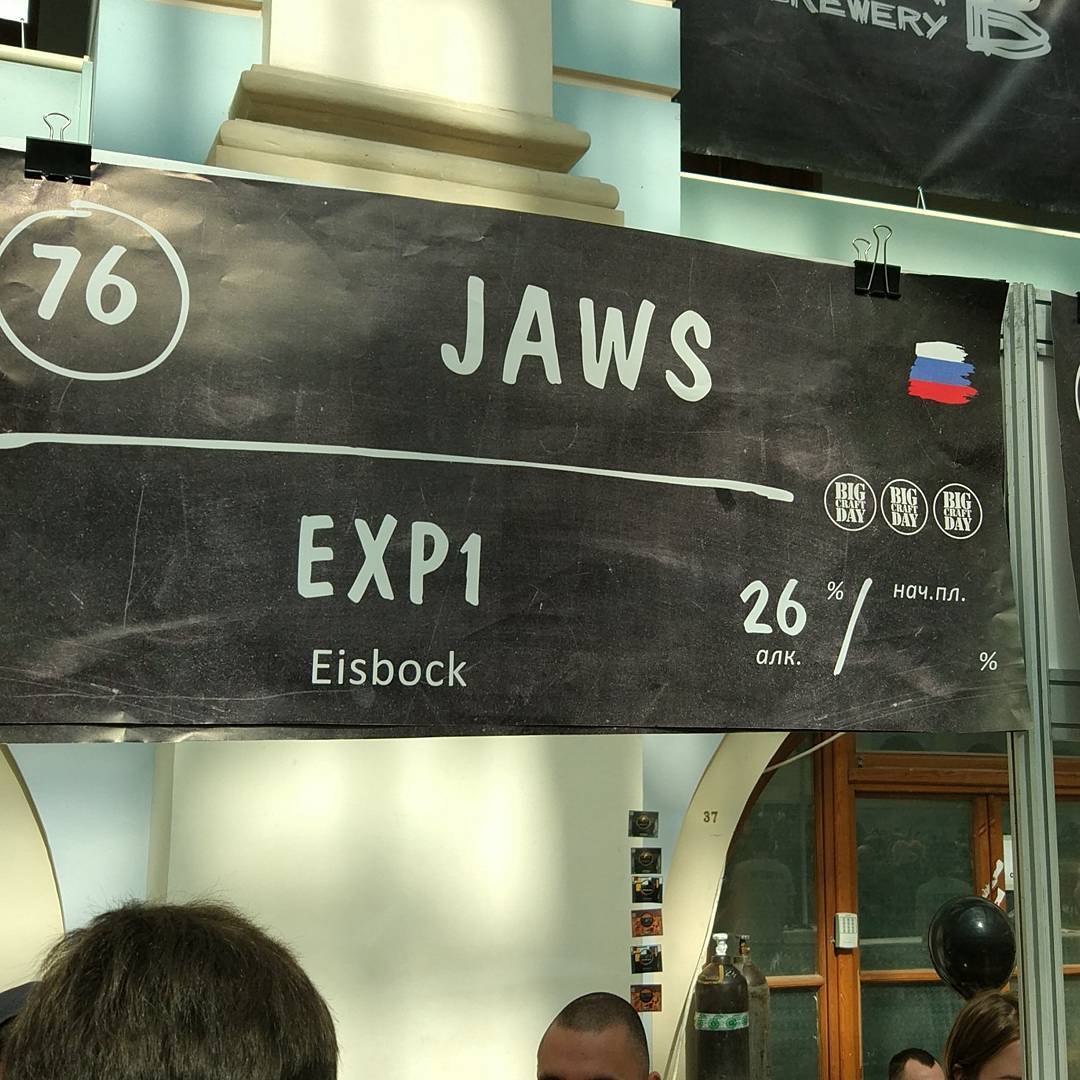 BREWERY
76
JAWS
BIG CRAFT DAY
BIG CRAFT DAY
BIG CRAFT DAY
EXP1
Eisbock
26 % / нач.пл.
алк.
%
37